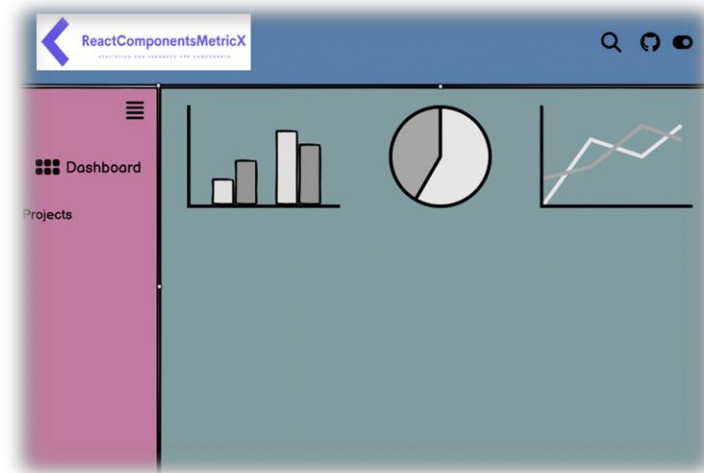 ReactComponentsMetricX
STATISTICS AND FEEDBACK FOR COMPONENTS
Dashboard
Projects